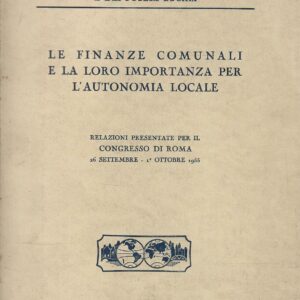 LE FINANZE COMUNALI
E LA LORO IMPORTANZA PER
L'AUTONOMIA LOCALE
RELAZIONI PRESENTATE PER IL
CONGRESSO DI ROMA
26 SETTEMBRE - 1° OTTOBRE 1955